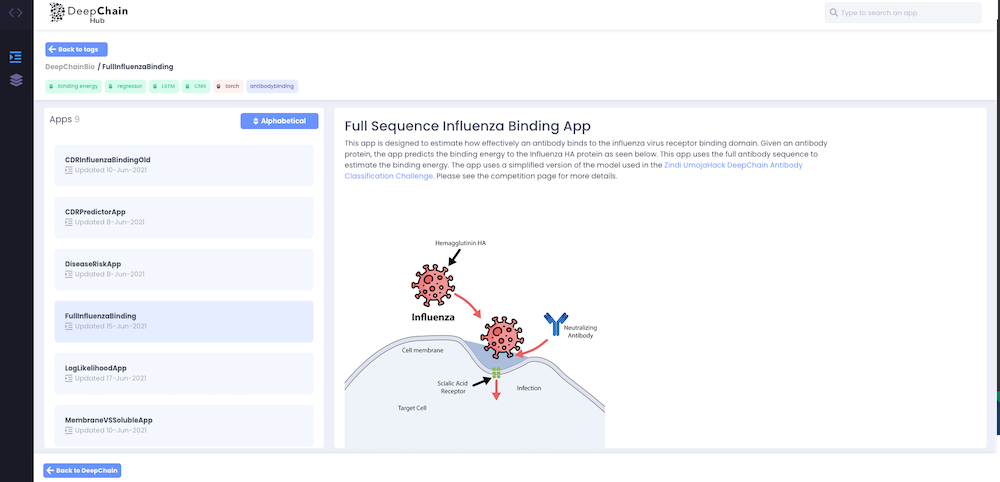 DeepChain
Hub
Type to search an app
Back to tags
DeepChainBio / FullInfluenzaBinding
binding energy regressor LSTM CNN torch antibodybinding
Apps 9
Alphabetical
CDRInfluenzaBindingOld
Updated 10-Jun-2021
CDRPredictorApp
Updated 8-Jun-2021
DiseaseRiskApp
Updated 8-Jun-2021
FullInfluenzaBinding
Updated 15-Jun-2021
LogLikelihoodApp
Updated 17-Jun-2021
MembraneVSSolubleApp
Updated 10-Jun-2021
Full Sequence Influenza Binding App
This app is designed to estimate how effectively an antibody binds to the influenza virus receptor binding domain. Given an antibody
protein, the app predicts the binding energy to the Influenza HA protein as seen below. This app uses the full antibody sequence to
estimate the binding energy. The app uses a simplified version of the model used in the Zindi UmojaHack DeepChain Antibody
Classification Challenge. Please see the competition page for more details.
Hemagglutinin HA
Influenza
Neutralizing
Antibody
Cell membrane
Scialic Acid
Receptor
Infection
Target Cell
Back to DeepChain